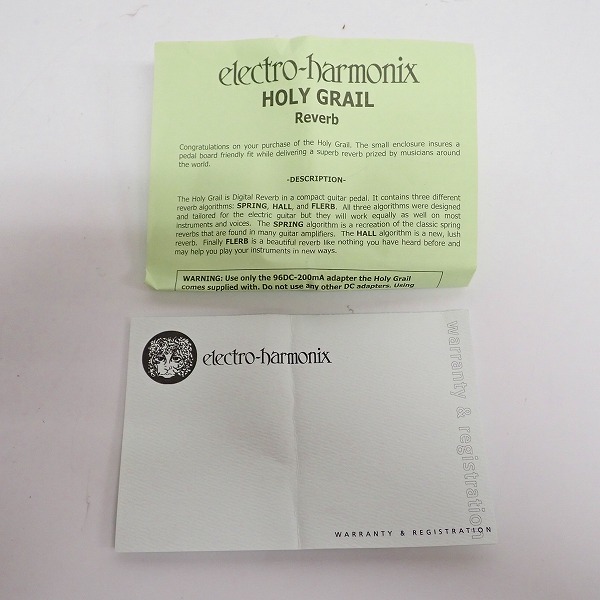 electro-harmonix
HOLY GRAIL
Reverb
Congratulations on your purchase of the Holy Grail. The small enclosure insures a
pedal board friendly fit while delivering a superb reverb prized by musicians around
the world.
-DESCRIPTION-
The Holy Grail is Digital Reverb in a compact guitar pedal. It contains three different
reverb algorithms: SPRING, HALL, and FLERB. All three algorithms were designed
and tailored for the electric guitar but they will work equally as well on most
instruments and voices. The SPRING algorithm is a recreation of the classic spring
reverbs that are found in many guitar amplifiers. The HALL algorithm is a new, lush
reverb. Finally FLERB is a beautiful reverb like nothing you have heard before and
may help you play your instruments in new ways.
WARNING: Use only the 96DC-200mA adapter the Holy Grail
comes supplied with. Do not use any other DC adapters. Using
electro-harmonix
warranty & registration
WARRANTY & REGISTRATION